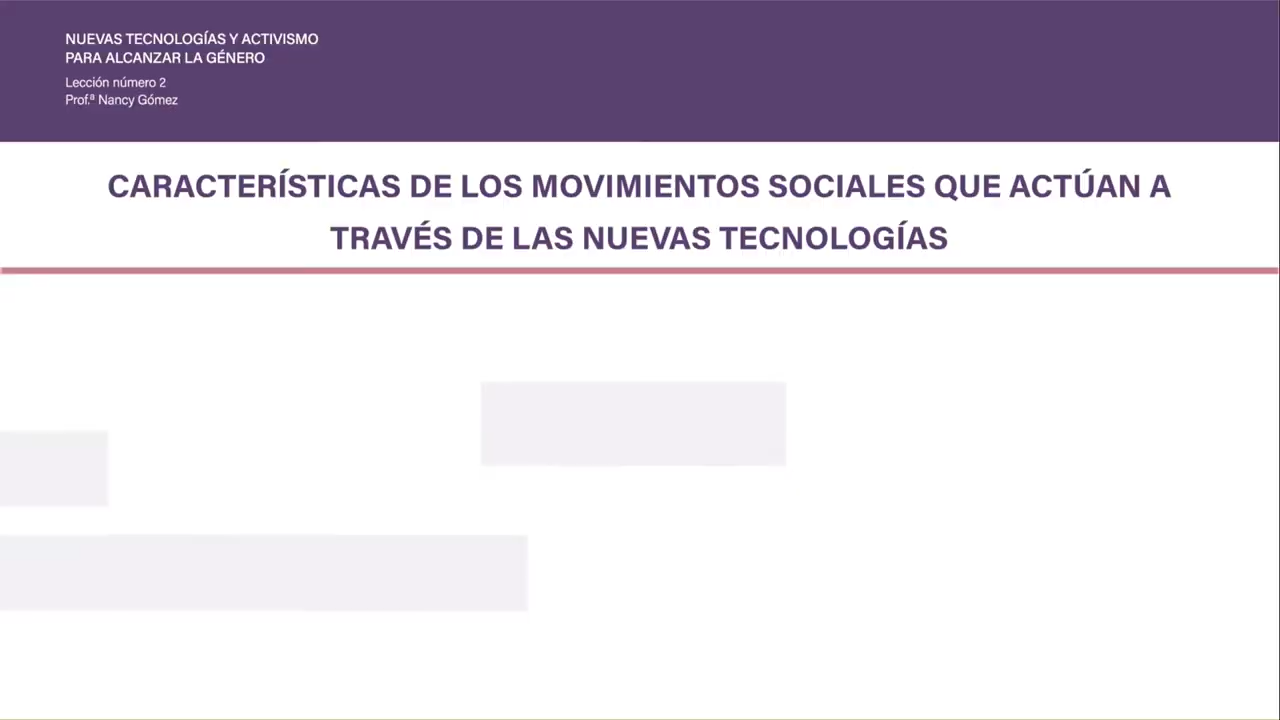 NUEVAS TECNOLOGÍAS Y ACTIVISMO
PARA ALCANZAR LA GÉNERO
Lección número 2
Prof.ª Nancy Gómez
CARACTERÍSTICAS DE LOS MOVIMIENTOS SOCIALES QUE ACTÚAN A
TRAVÉS DE LAS NUEVAS TECNOLOGÍAS